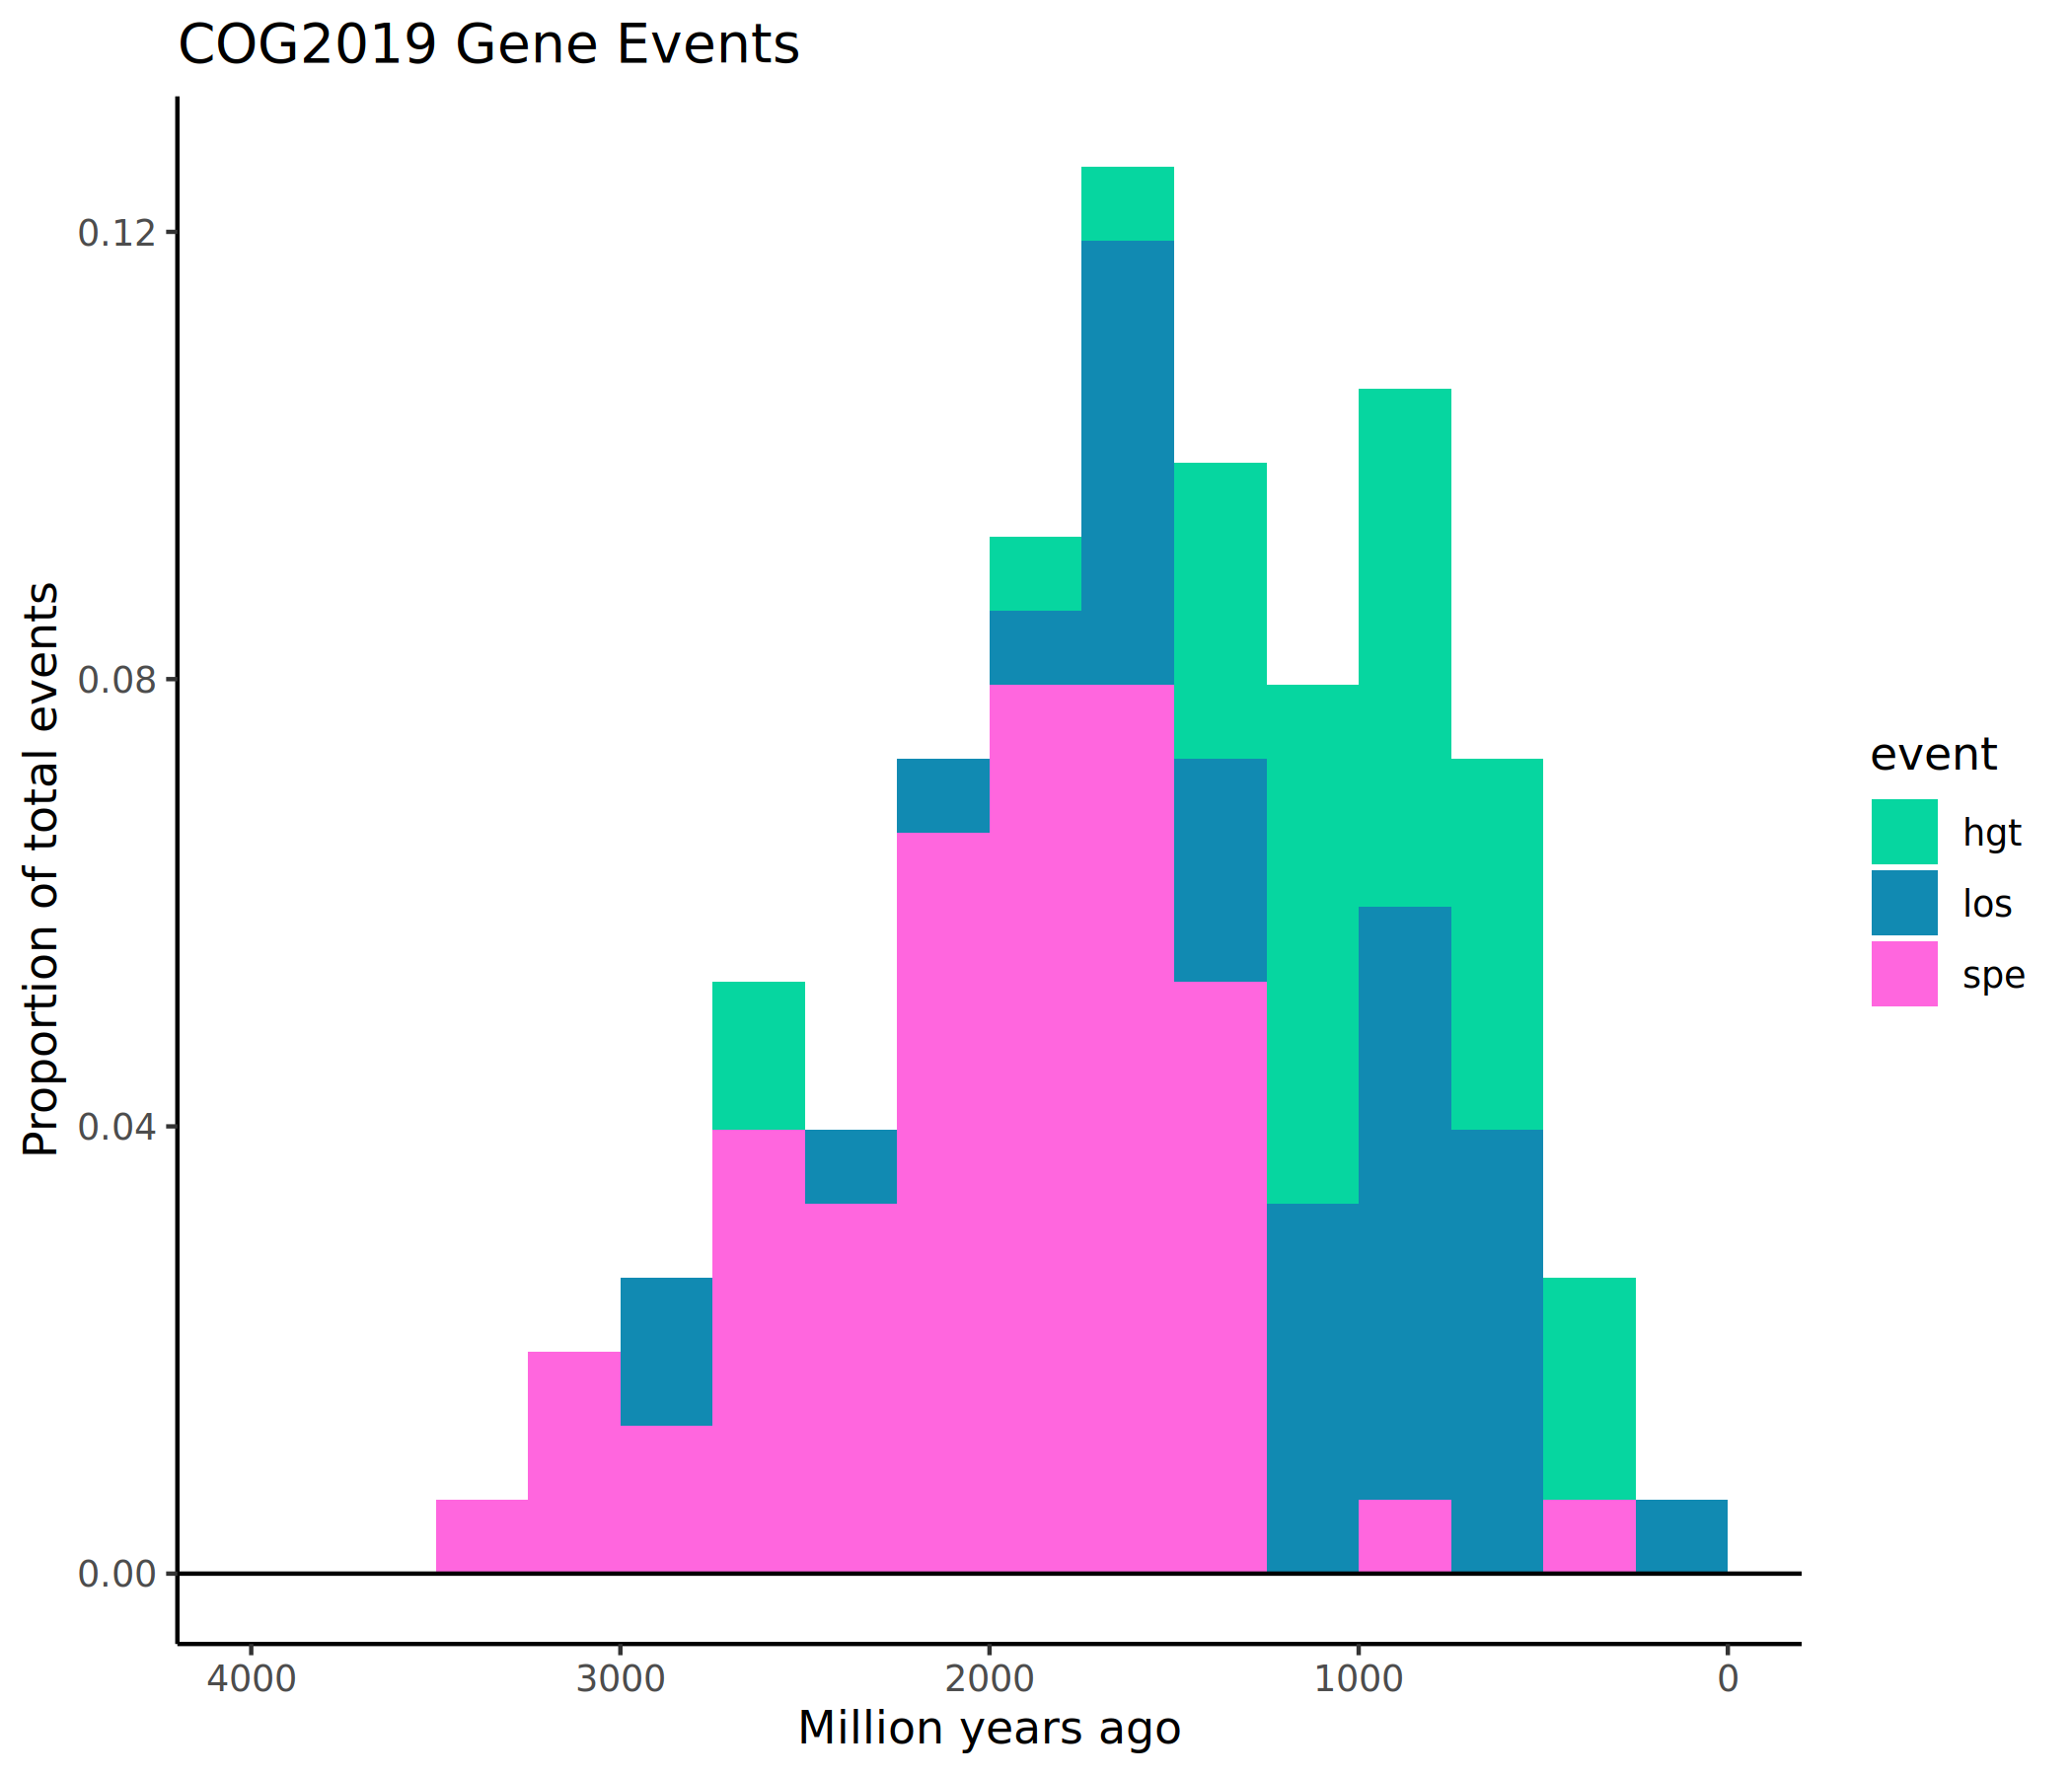 COG2019 Gene Events
Proportion of total events
0.12
0.08
0.04
0.00
4000 3000 2000 1000 0
Million years ago
event
hgt
los
spe